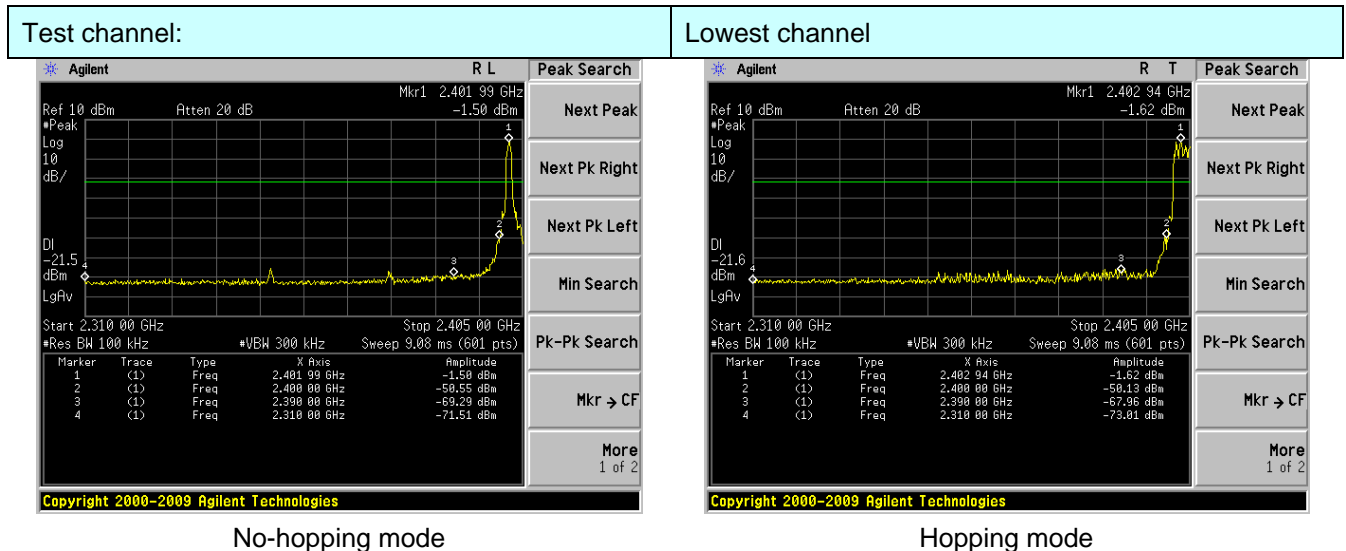 Test channel:
Lowest channel
Agilent
R L
Peak Search
Mkr1 2.401 99 GHz
Ref 10 dBm
Atten 20 dB
-1.50 dBm
#Peak
Log
10
dB/
DI
-21.5
dBm
LgAv
1
2
3
4
Start 2.310 00 GHz
Stop 2.405 00 GHz
#Res BW 100 kHz
#VBW 300 kHz
Sweep 9.08 ms (601 pts)
Marker Trace Type X Axis Amplitude
1 (1) Freq 2.401 99 GHz -1.50 dBm
2 (1) Freq 2.400 00 GHz -50.55 dBm
3 (1) Freq 2.390 00 GHz -69.29 dBm
4 (1) Freq 2.310 00 GHz -71.51 dBm
Next Peak
Next Pk Right
Next Pk Left
Min Search
Pk-Pk Search
Mkr → CF
More
1 of 2
Copyright 2000-2009 Agilent Technologies
No-hopping mode
Agilent
R T
Peak Search
Mkr1 2.402 94 GHz
Ref 10 dBm
Atten 20 dB
-1.62 dBm
#Peak
Log
10
dB/
DI
-21.6
dBm
LgAv
1
2
3
4
Start 2.310 00 GHz
Stop 2.405 00 GHz
#Res BW 100 kHz
#VBW 300 kHz
Sweep 9.08 ms (601 pts)
Marker Trace Type X Axis Amplitude
1 (1) Freq 2.402 94 GHz -1.62 dBm
2 (1) Freq 2.400 00 GHz -50.13 dBm
3 (1) Freq 2.390 00 GHz -67.96 dBm
4 (1) Freq 2.310 00 GHz -73.01 dBm
Next Peak
Next Pk Right
Next Pk Left
Min Search
Pk-Pk Search
Mkr → CF
More
1 of 2
Copyright 2000-2009 Agilent Technologies
Hopping mode